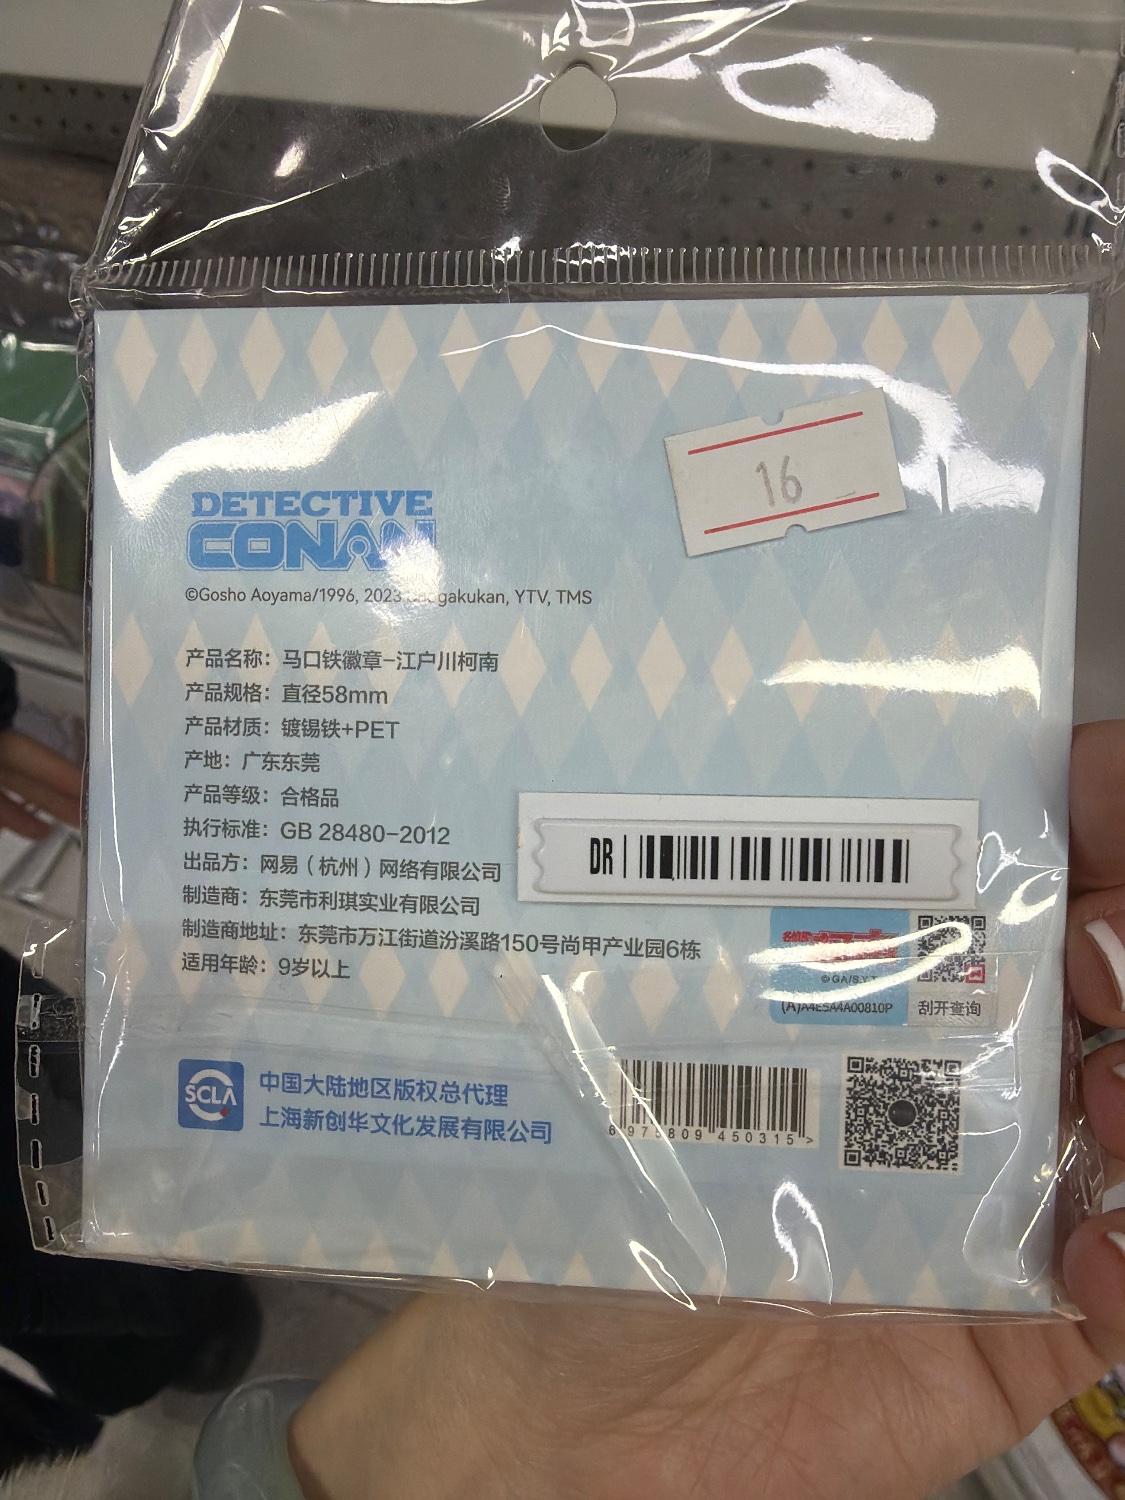 16
DETECTIVE
CONAN
©Gosho Aoyama/1996, 2023 Shogakukan, YTV, TMS
产品名称：马口铁徽章-江户川柯南
产品规格：直径58mm
产品材质：镀锡铁+PET
产地：广东东莞
产品等级：合格品
执行标准：GB 28480-2012
出品方：网易（杭州）网络有限公司
制造商：东莞市利琪实业有限公司
制造商地址：东莞市万江街道汾溪路150号尚甲产业园6栋
适用年龄：9岁以上
DR
©GA/S.Y.T
(A)A4E5A4A00810P
刮开查询
SCLA
中国大陆地区版权总代理
上海新创华文化发展有限公司
6 975809 450315 >